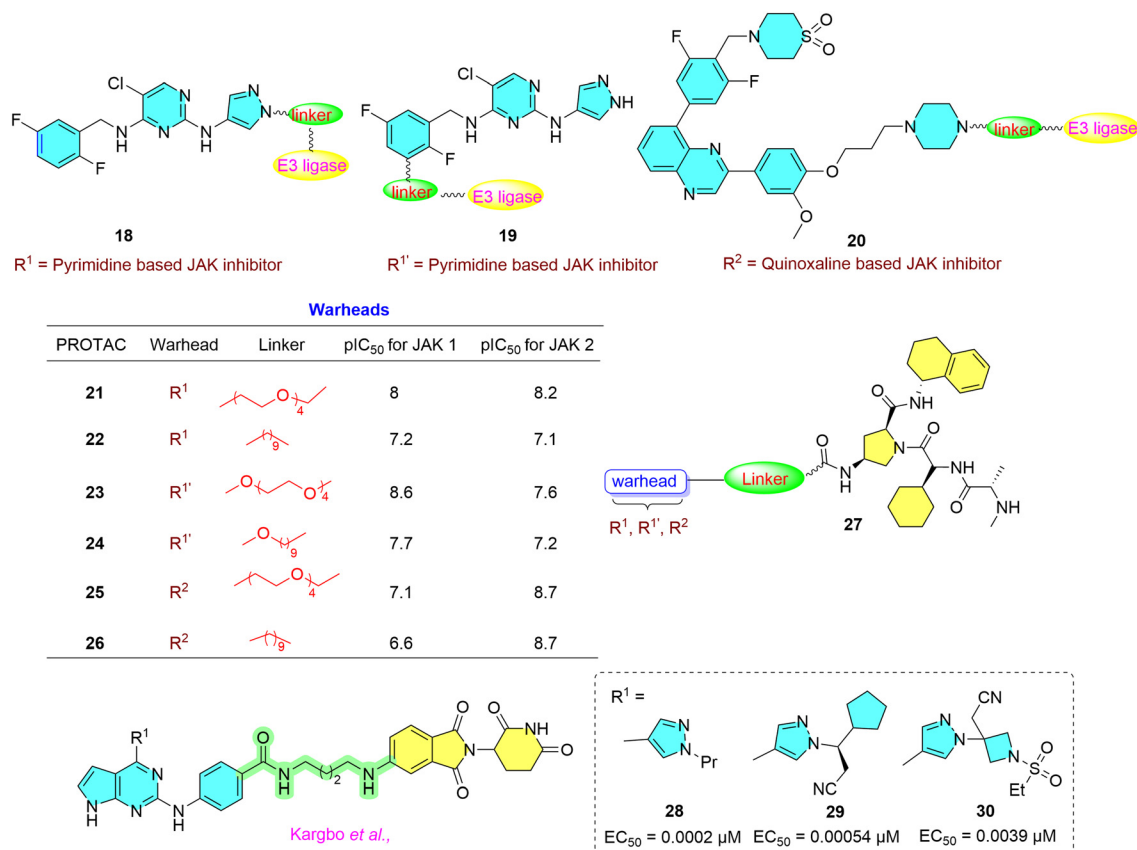 Cl
F
F
NH
N
N
N
H
N
N
linker
E3 ligase
18
R¹ = Pyrimidine based JAK inhibitor
Cl
F
F
NH
N
N
N
H
N
NH
linker
E3 ligase
19
R¹' = Pyrimidine based JAK inhibitor
F
F
N
S
O
O
N
N
O
O
N
N
linker
E3 ligase
20
R² = Quinoxaline based JAK inhibitor
Warheads
PROTAC Warhead Linker pIC₅₀ for JAK 1 pIC₅₀ for JAK 2
21 R¹ O 4 8 8.2
22 R¹ 9 7.2 7.1
23 R¹' O O 4 8.6 7.6
24 R¹' O 9 7.7 7.2
25 R² O 4 7.1 8.7
26 R² 9 6.6 8.7
warhead
R¹, R¹', R²
Linker
O
N
H
O
NH
N
O
NH
O
NH
27
R¹
N
H
N
N
N
H
O
N
H
2
H
N
O
O
N
O
NH
O
Kargbo et al.,
R¹ =
N
N
Pr
28
EC₅₀ = 0.0002 µM
N
N
CN
29
EC₅₀ = 0.00054 µM
CN
N
N
N
S
O
O
Et
30
EC₅₀ = 0.0039 µM